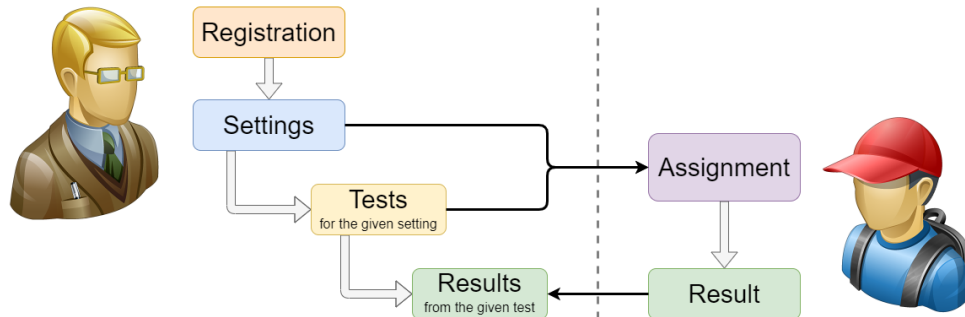 Registration
Settings
Assignment
Tests
for the given setting
Results
from the given test
Result